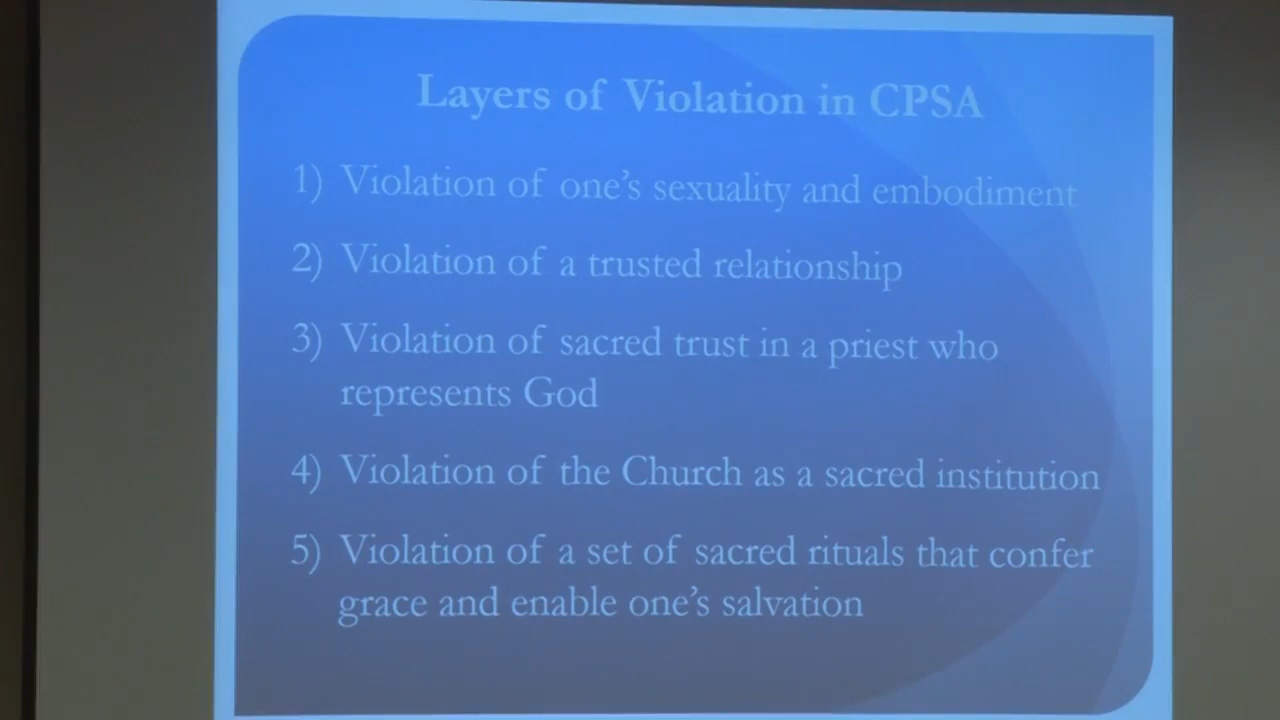 Layers of Violation in CPSA
1) Violation of one's sexuality and embodiment
2) Violation of a trusted relationship
3) Violation of sacred trust in a priest who
represents God
4) Violation of the Church as a sacred institution
5) Violation of a set of sacred rituals that confer
grace and enable one's salvation